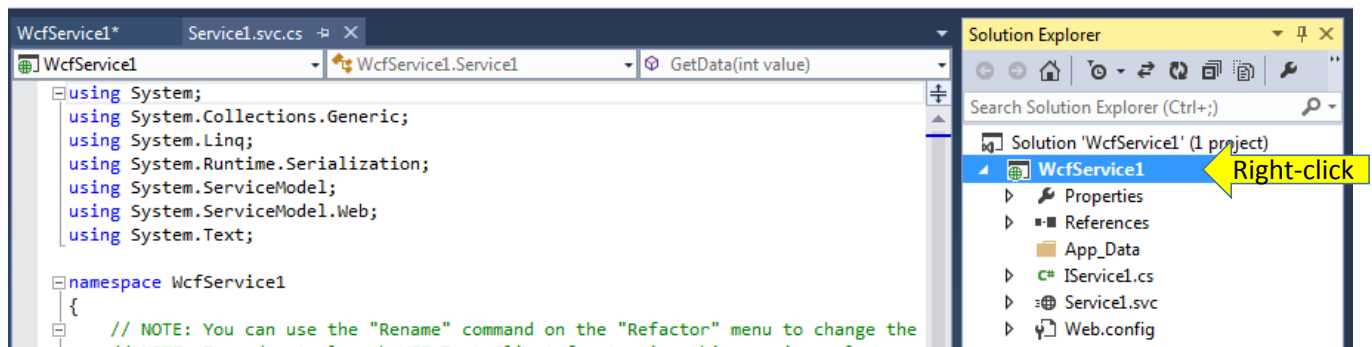 WcfService1* Service1.svc.cs
WcfService1 WcfService1.Service1 GetData(int value)
using System;
using System.Collections.Generic;
using System.Linq;
using System.Runtime.Serialization;
using System.ServiceModel;
using System.ServiceModel.Web;
using System.Text;
namespace WcfService1
{
// NOTE: You can use the "Rename" command on the "Refactor" menu to change the
Solution Explorer
Search Solution Explorer (Ctrl+;)
Solution 'WcfService1' (1 project)
WcfService1
Right-click
Properties
References
App_Data
C# IService1.cs
Service1.svc
Web.config